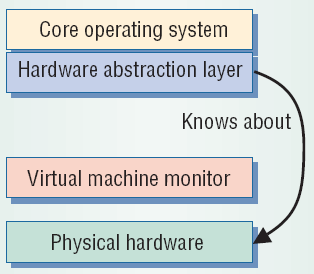 Core operating system
Hardware abstraction layer
Knows about
Virtual machine monitor
Physical hardware